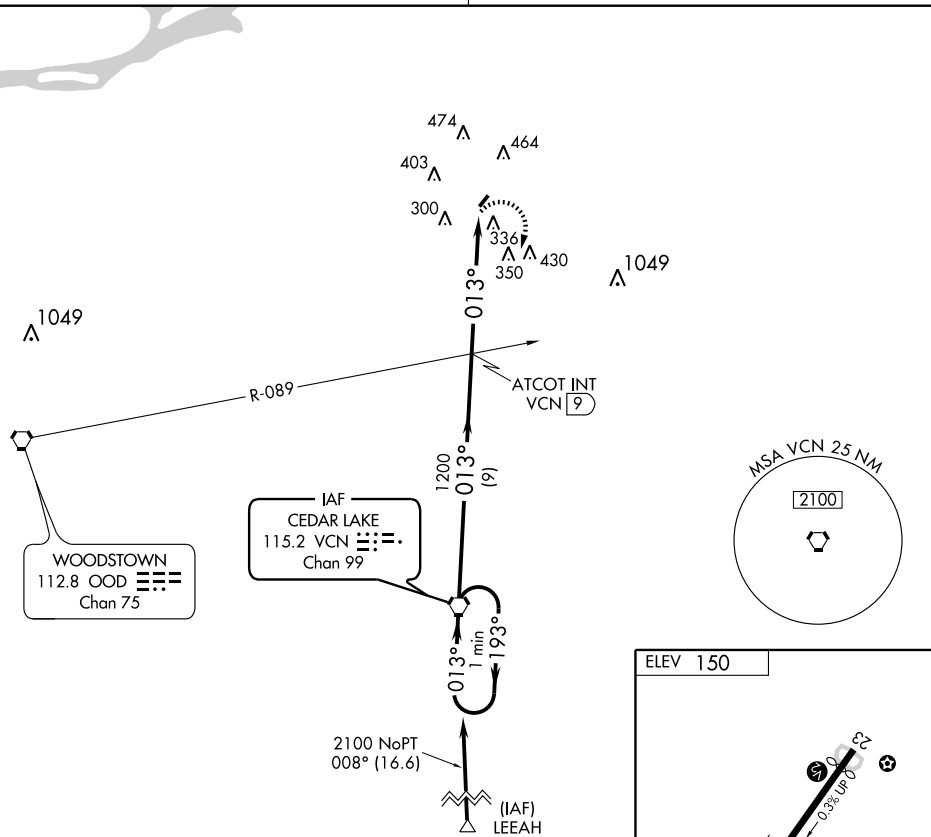 474
464
403
300
336
430
350
1049
1049
013°
R-089
ATCOT INT
VCN 9
1200
013°
(9)
MSA VCN 25 NM
2100
IAF
CEDAR LAKE
115.2 VCN
Chan 99
WOODSTOWN
112.8 OOD
Chan 75
013°
1 min
193°
ELEV 150
2100 NoPT
008° (16.6)
(IAF)
LEEAH
23
0.3% UP